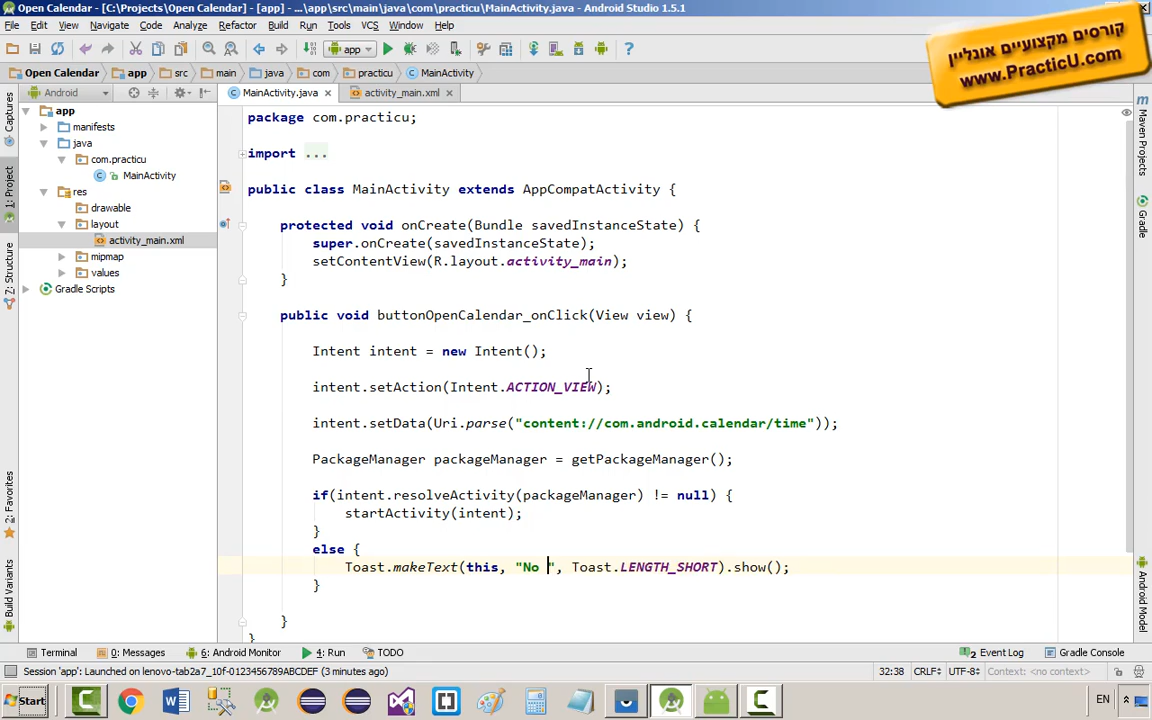 Open Calendar - [C:\Projects\Open Calendar] - [app] - ...\app\src\main\java\com\practicu\MainActivity.java - Android Studio 1.5.1
File Edit View Navigate Code Analyze Refactor Build Run Tools VCS Window Help
קורסים מקצועיים אונליין
www.PracticU.com
app
Open Calendar app src main java com practicu MainActivity
Android
MainActivity.java activity_main.xml
app
manifests
java
com.practicu
MainActivity
res
drawable
layout
activity_main.xml
mipmap
values
Gradle Scripts
Captures
1: Project
7: Structure
2: Favorites
Build Variants
package com.practicu;
import ...
public class MainActivity extends AppCompatActivity {
protected void onCreate(Bundle savedInstanceState) {
super.onCreate(savedInstanceState);
setContentView(R.layout.activity_main);
}
public void buttonOpenCalendar_onClick(View view) {
Intent intent = new Intent();
intent.setAction(Intent.ACTION_VIEW);
intent.setData(Uri.parse("content://com.android.calendar/time"));
PackageManager packageManager = getPackageManager();
if(intent.resolveActivity(packageManager) != null) {
startActivity(intent);
}
else {
Toast.makeText(this, "No ", Toast.LENGTH_SHORT).show();
}
}
}
Maven Projects
Gradle
Android Model
Terminal 0: Messages 6: Android Monitor 4: Run TODO 2 Event Log Gradle Console
Session 'app': Launched on lenovo-tab2a7_10f-0123456789ABCDEF (3 minutes ago) 32:38 CRLF UTF-8 Context: <no context>
Start EN